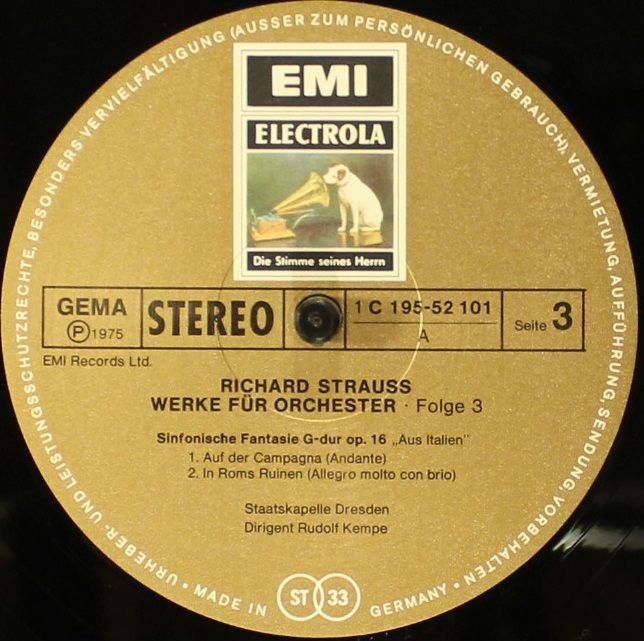 URHEBER- UND LEISTUNGSSCHUTZRECHTE, BESONDERS VERVIELFÄLTIGUNG (AUSSER ZUM PERSÖNLICHEN GEBRAUCH), VERMIETUNG, AUFFÜHRUNG, SENDUNG, VORBEHALTEN •
EMI
ELECTROLA
Die Stimme seines Herrn
GEMA
Ⓟ1975
STEREO
1 C 195-52 101
A
Seite 3
EMI Records Ltd.
RICHARD STRAUSS
WERKE FÜR ORCHESTER · Folge 3
Sinfonische Fantasie G-dur op. 16 „Aus Italien"
1. Auf der Campagna (Andante)
2. In Roms Ruinen (Allegro molto con brio)
Staatskapelle Dresden
Dirigent Rudolf Kempe
• MADE IN GERMANY •
ST 33